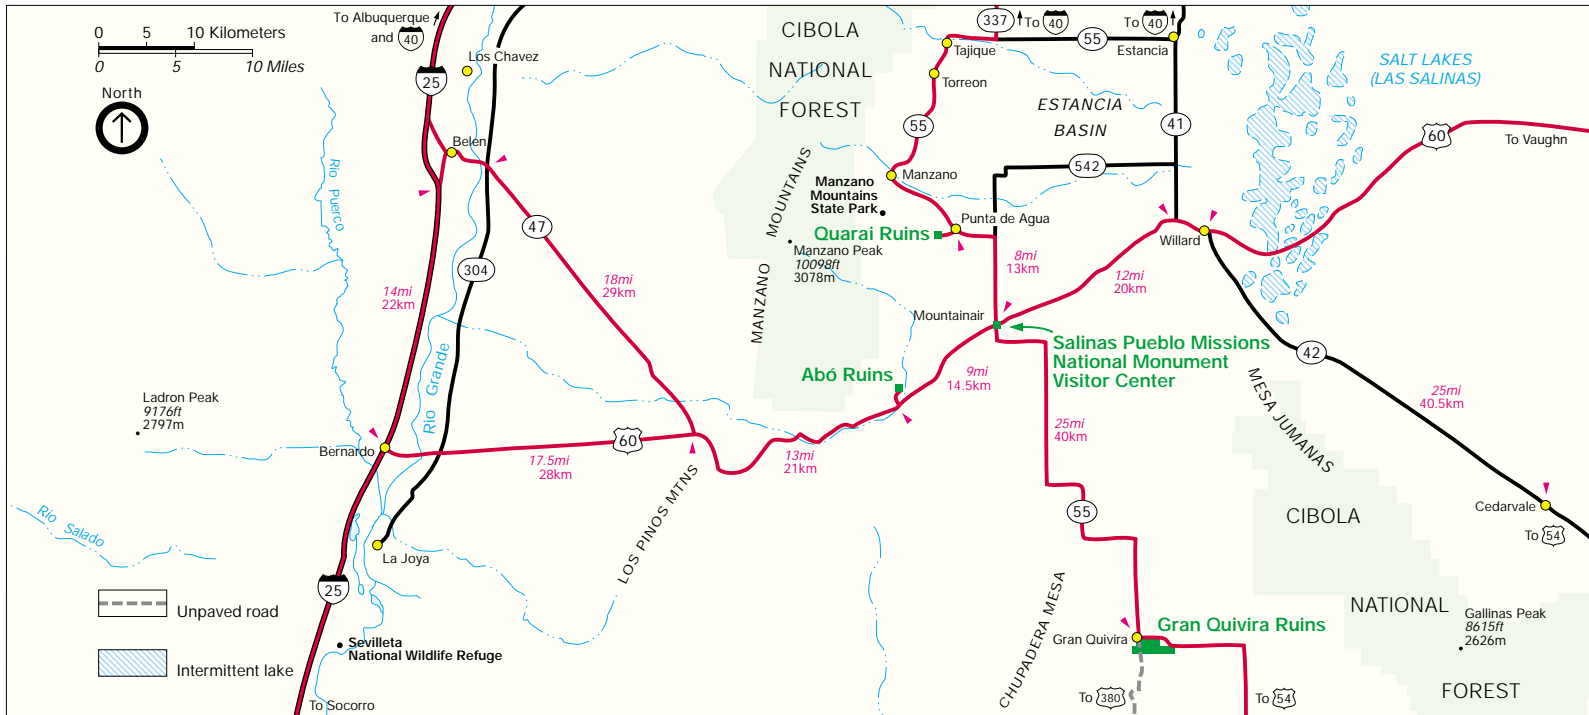 0 5 10 Kilometers
0 5 10 Miles
North
To Albuquerque
and 40
25
Los Chavez
Belen
Rio Puerco
47
304
14mi
22km
18mi
29km
Rio Grande
Ladron Peak
9176ft
2797m
Bernardo
17.5mi
28km
60
Rio Salado
La Joya
25
LOS PINOS MTNS
Unpaved road
Intermittent lake
Sevilleta
National Wildlife Refuge
To Socorro
CIBOLA
NATIONAL
FOREST
MANZANO MOUNTAINS
Manzano
Mountains
State Park
Quarai Ruins
Manzano Peak
10098ft
3078m
Abó Ruins
13mi
21km
9mi
14.5km
337
To 40
To 40
Tajique
55
Estancia
Torreon
55
ESTANCIA
BASIN
41
542
Manzano
Punta de Agua
8mi
13km
12mi
20km
Willard
Mountainair
Salinas Pueblo Missions
National Monument
Visitor Center
25mi
40km
55
SALT LAKES
(LAS SALINAS)
60
To Vaughn
42
MESA JUMANAS
25mi
40.5km
Cedarvale
To 54
CIBOLA
NATIONAL
FOREST
Gallinas Peak
8615ft
2626m
CHUPADERA MESA
Gran Quivira
Gran Quivira Ruins
To 380
To 54